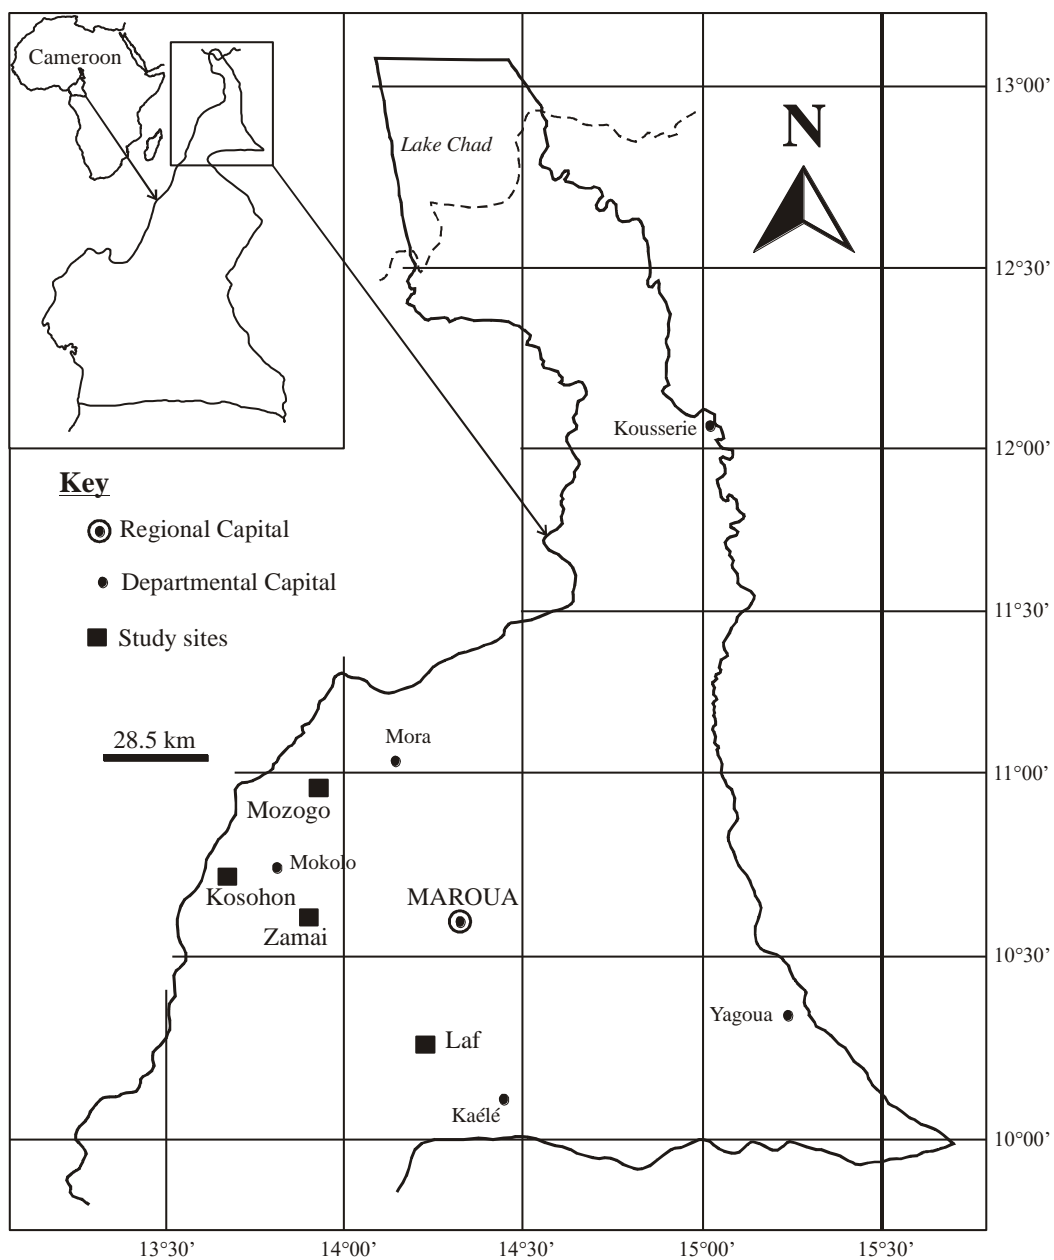 Cameroon
Lake Chad
N
13°00’
12°30’
Kousserie
12°00’
Key
Regional Capital
Departmental Capital
Study sites
11°30’
28.5 km
Mora
11°00’
Mozogo
Mokolo
Kosohon
MAROUA
Zamai
10°30’
Yagoua
Laf
Kaélé
10°00’
13°30’
14°00’
14°30’
15°00’
15°30’